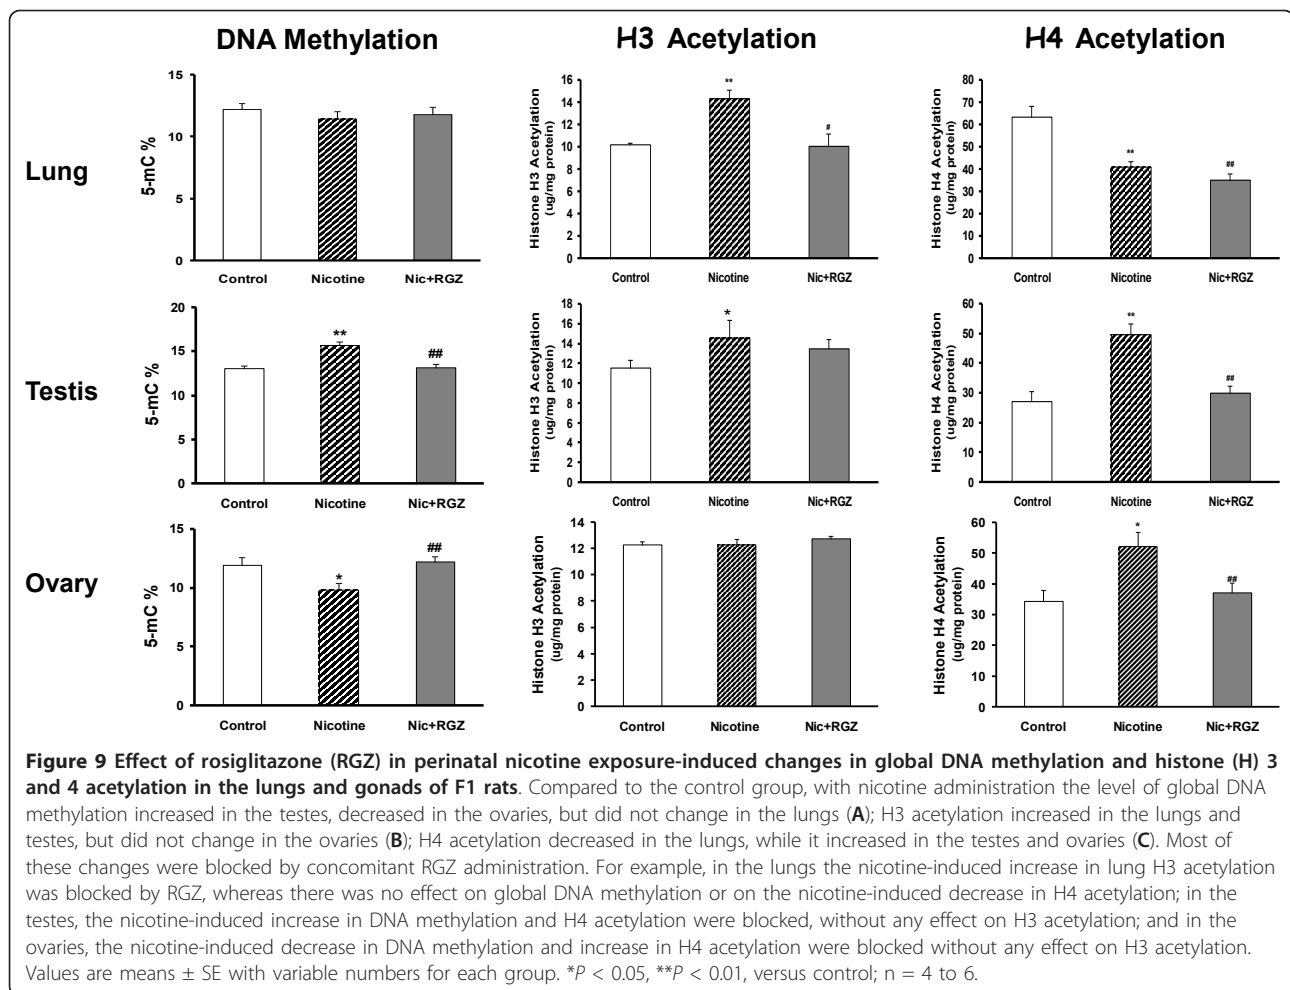 DNA Methylation
H3 Acetylation
H4 Acetylation
Lung
5-mC %
15
10
5
0
Control Nicotine Nic+RGZ
Histone H3 Acetylation
(ug/mg protein)
16
14
12
10
8
6
4
2
0
**
#
Control Nicotine Nic+RGZ
Histone H4 Acetylation
(ug/mg protein)
80
70
60
50
40
30
20
10
0
**
##
Control Nicotine Nic+RGZ
Testis
5-mC %
20
15
10
5
0
**
##
Control Nicotine Nic+RGZ
Histone H3 Acetylation
(ug/mg protein)
18
16
14
12
10
8
6
4
2
0
*
Control Nicotine Nic+RGZ
Histone H4 Acetylation
(ug/mg protein)
60
50
40
30
20
10
0
**
##
Control Nicotine Nic+RGZ
Ovary
5-mC %
15
10
5
0
*
##
Control Nicotine Nic+RGZ
Histone H3 Acetylation
(ug/mg protein)
14
12
10
8
6
4
2
0
Control Nicotine Nic+RGZ
Histone H4 Acetylation
(ug/mg protein)
60
50
40
30
20
10
0
*
##
Control Nicotine Nic+RGZ
Figure 9 Effect of rosiglitazone (RGZ) in perinatal nicotine exposure-induced changes in global DNA methylation and histone (H) 3
and 4 acetylation in the lungs and gonads of F1 rats. Compared to the control group, with nicotine administration the level of global DNA
methylation increased in the testes, decreased in the ovaries, but did not change in the lungs (A); H3 acetylation increased in the lungs and
testes, but did not change in the ovaries (B); H4 acetylation decreased in the lungs, while it increased in the testes and ovaries (C). Most of
these changes were blocked by concomitant RGZ administration. For example, in the lungs the nicotine-induced increase in lung H3 acetylation
was blocked by RGZ, whereas there was no effect on global DNA methylation or on the nicotine-induced decrease in H4 acetylation; in the
testes, the nicotine-induced increase in DNA methylation and H4 acetylation were blocked, without any effect on H3 acetylation; and in the
ovaries, the nicotine-induced decrease in DNA methylation and increase in H4 acetylation were blocked without any effect on H3 acetylation.
Values are means ± SE with variable numbers for each group. *P < 0.05, **P < 0.01, versus control; n = 4 to 6.